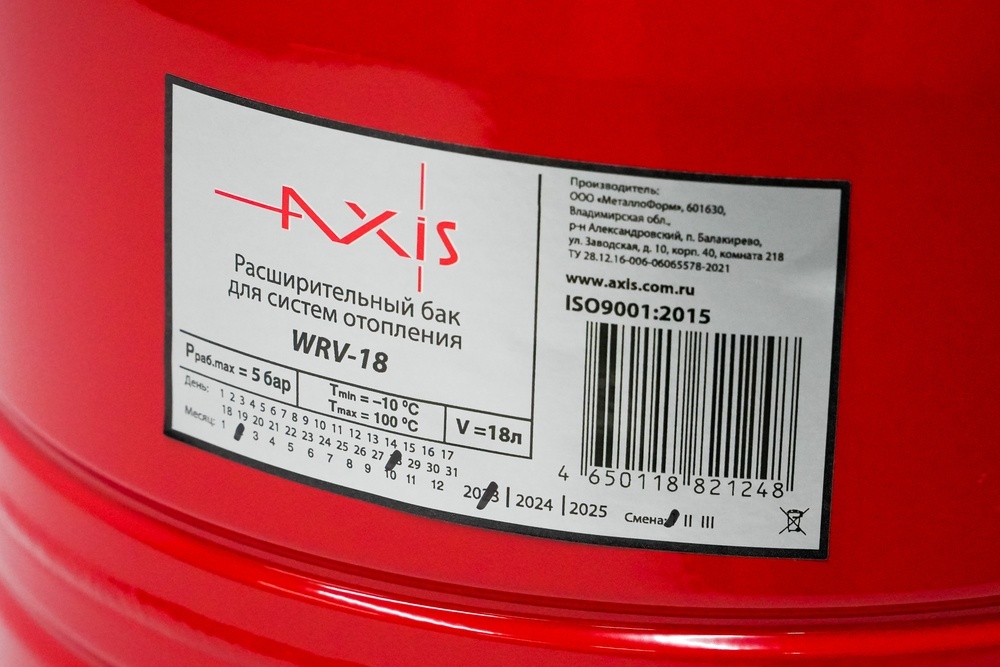 AXIS
Расширительный бак
для систем отопления
WRV-18
Pраб.max = 5 бар
Tmin = –10 °C
Tmax = 100 °C
V =18л
День: 1 2 3 4 5 6 7 8 9 10 11 12 13 14 15 16 17
18 19 20 21 22 23 24 25 26 27 29 30 31
Месяц: 1 3 4 5 6 7 8 9 10 11 12
2023 | 2024 | 2025
Смена: II III
Производитель:
ООО «МеталлоФорм», 601630,
Владимирская обл.,
р-н Александровский, п. Балакирево,
ул. Заводская, д. 10, корп. 40, комната 218
ТУ 28.12.16-006-06065578-2021
www.axis.com.ru
ISO9001:2015
4 650118 821248